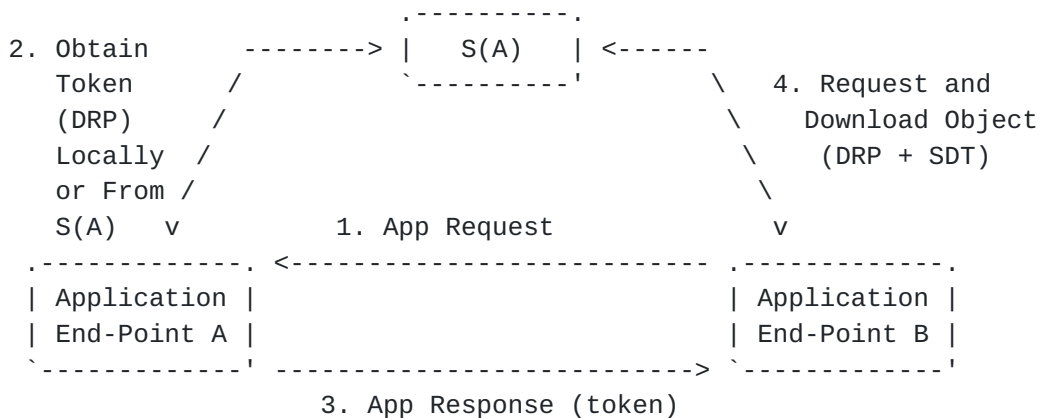 .----------.
2. Obtain      --------> |   S(A)   | <------
   Token      /          `----------'        \   4. Request and
   (DRP)     /                                \    Download Object
   Locally  /                                  \    (DRP + SDT)
   or From /                                    \
   S(A)   v          1. App Request              v
 .-------------. <--------------------------- .-------------.
 | Application |                              | Application |
 | End-Point A |                              | End-Point B |
 `-------------' ---------------------------> `-------------'
                    3. App Response (token)